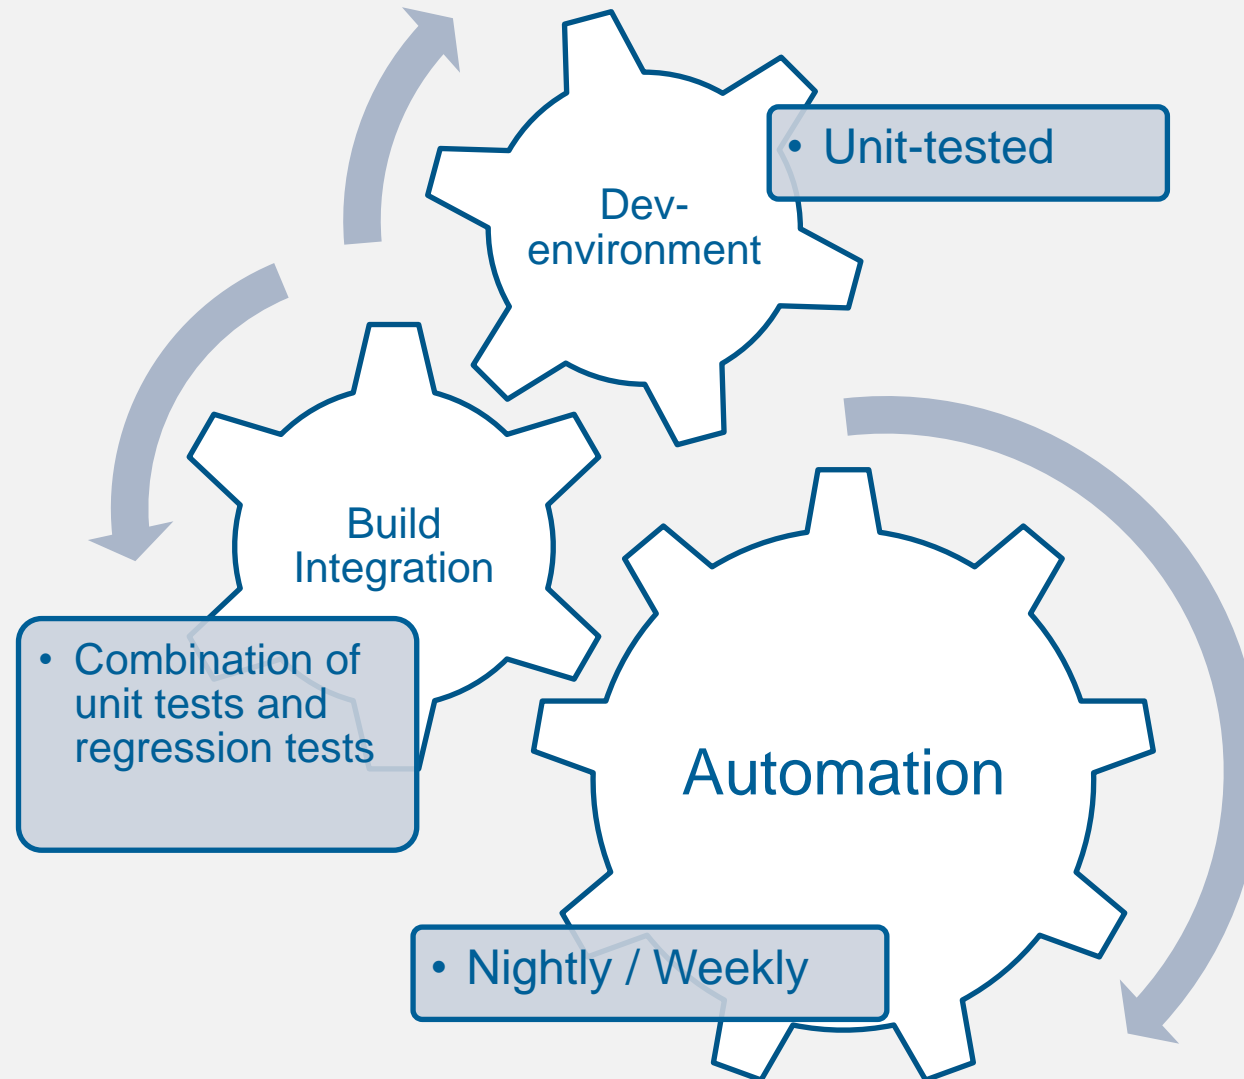 • Unit-tested
Dev-
environment
Build
Integration
• Combination of
unit tests and
regression tests
Automation
• Nightly / Weekly